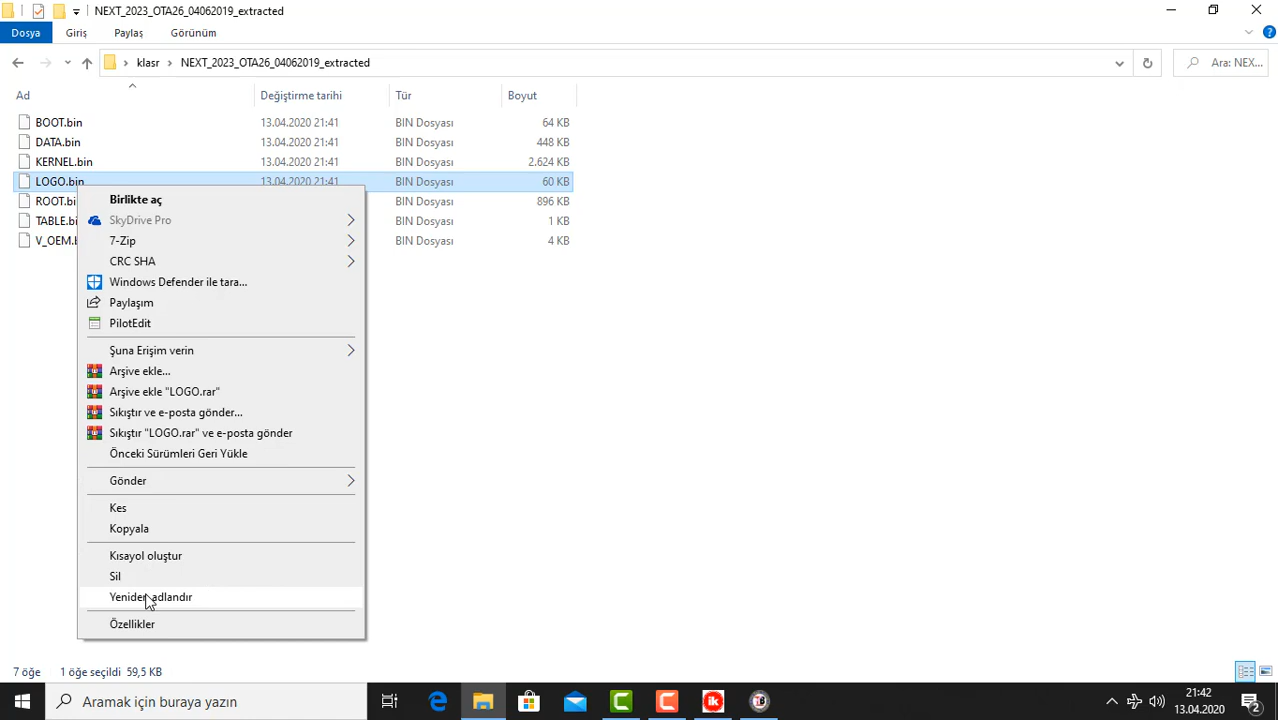 NEXT_2023_OTA26_04062019_extracted
Dosya Giriş Paylaş Görünüm
klasr NEXT_2023_OTA26_04062019_extracted Ara: NEX...
Ad Değiştirme tarihi Tür Boyut
BOOT.bin 13.04.2020 21:41 BIN Dosyası 64 KB
DATA.bin 13.04.2020 21:41 BIN Dosyası 448 KB
KERNEL.bin 13.04.2020 21:41 BIN Dosyası 2.624 KB
LOGO.bin 13.04.2020 21:41 BIN Dosyası 60 KB
ROOT.bi BIN Dosyası 896 KB
TABLE.bi BIN Dosyası 1 KB
V_OEM.b BIN Dosyası 4 KB
Birlikte aç
SkyDrive Pro
7-Zip
CRC SHA
Windows Defender ile tara...
Paylaşım
PilotEdit
Şuna Erişim verin
Arşive ekle...
Arşive ekle "LOGO.rar"
Sıkıştır ve e-posta gönder...
Sıkıştır "LOGO.rar" ve e-posta gönder
Önceki Sürümleri Geri Yükle
Gönder
Kes
Kopyala
Kısayol oluştur
Sil
Yeniden adlandır
Özellikler
7 öğe 1 öğe seçildi 59,5 KB
Aramak için buraya yazın
21:42
13.04.2020
2